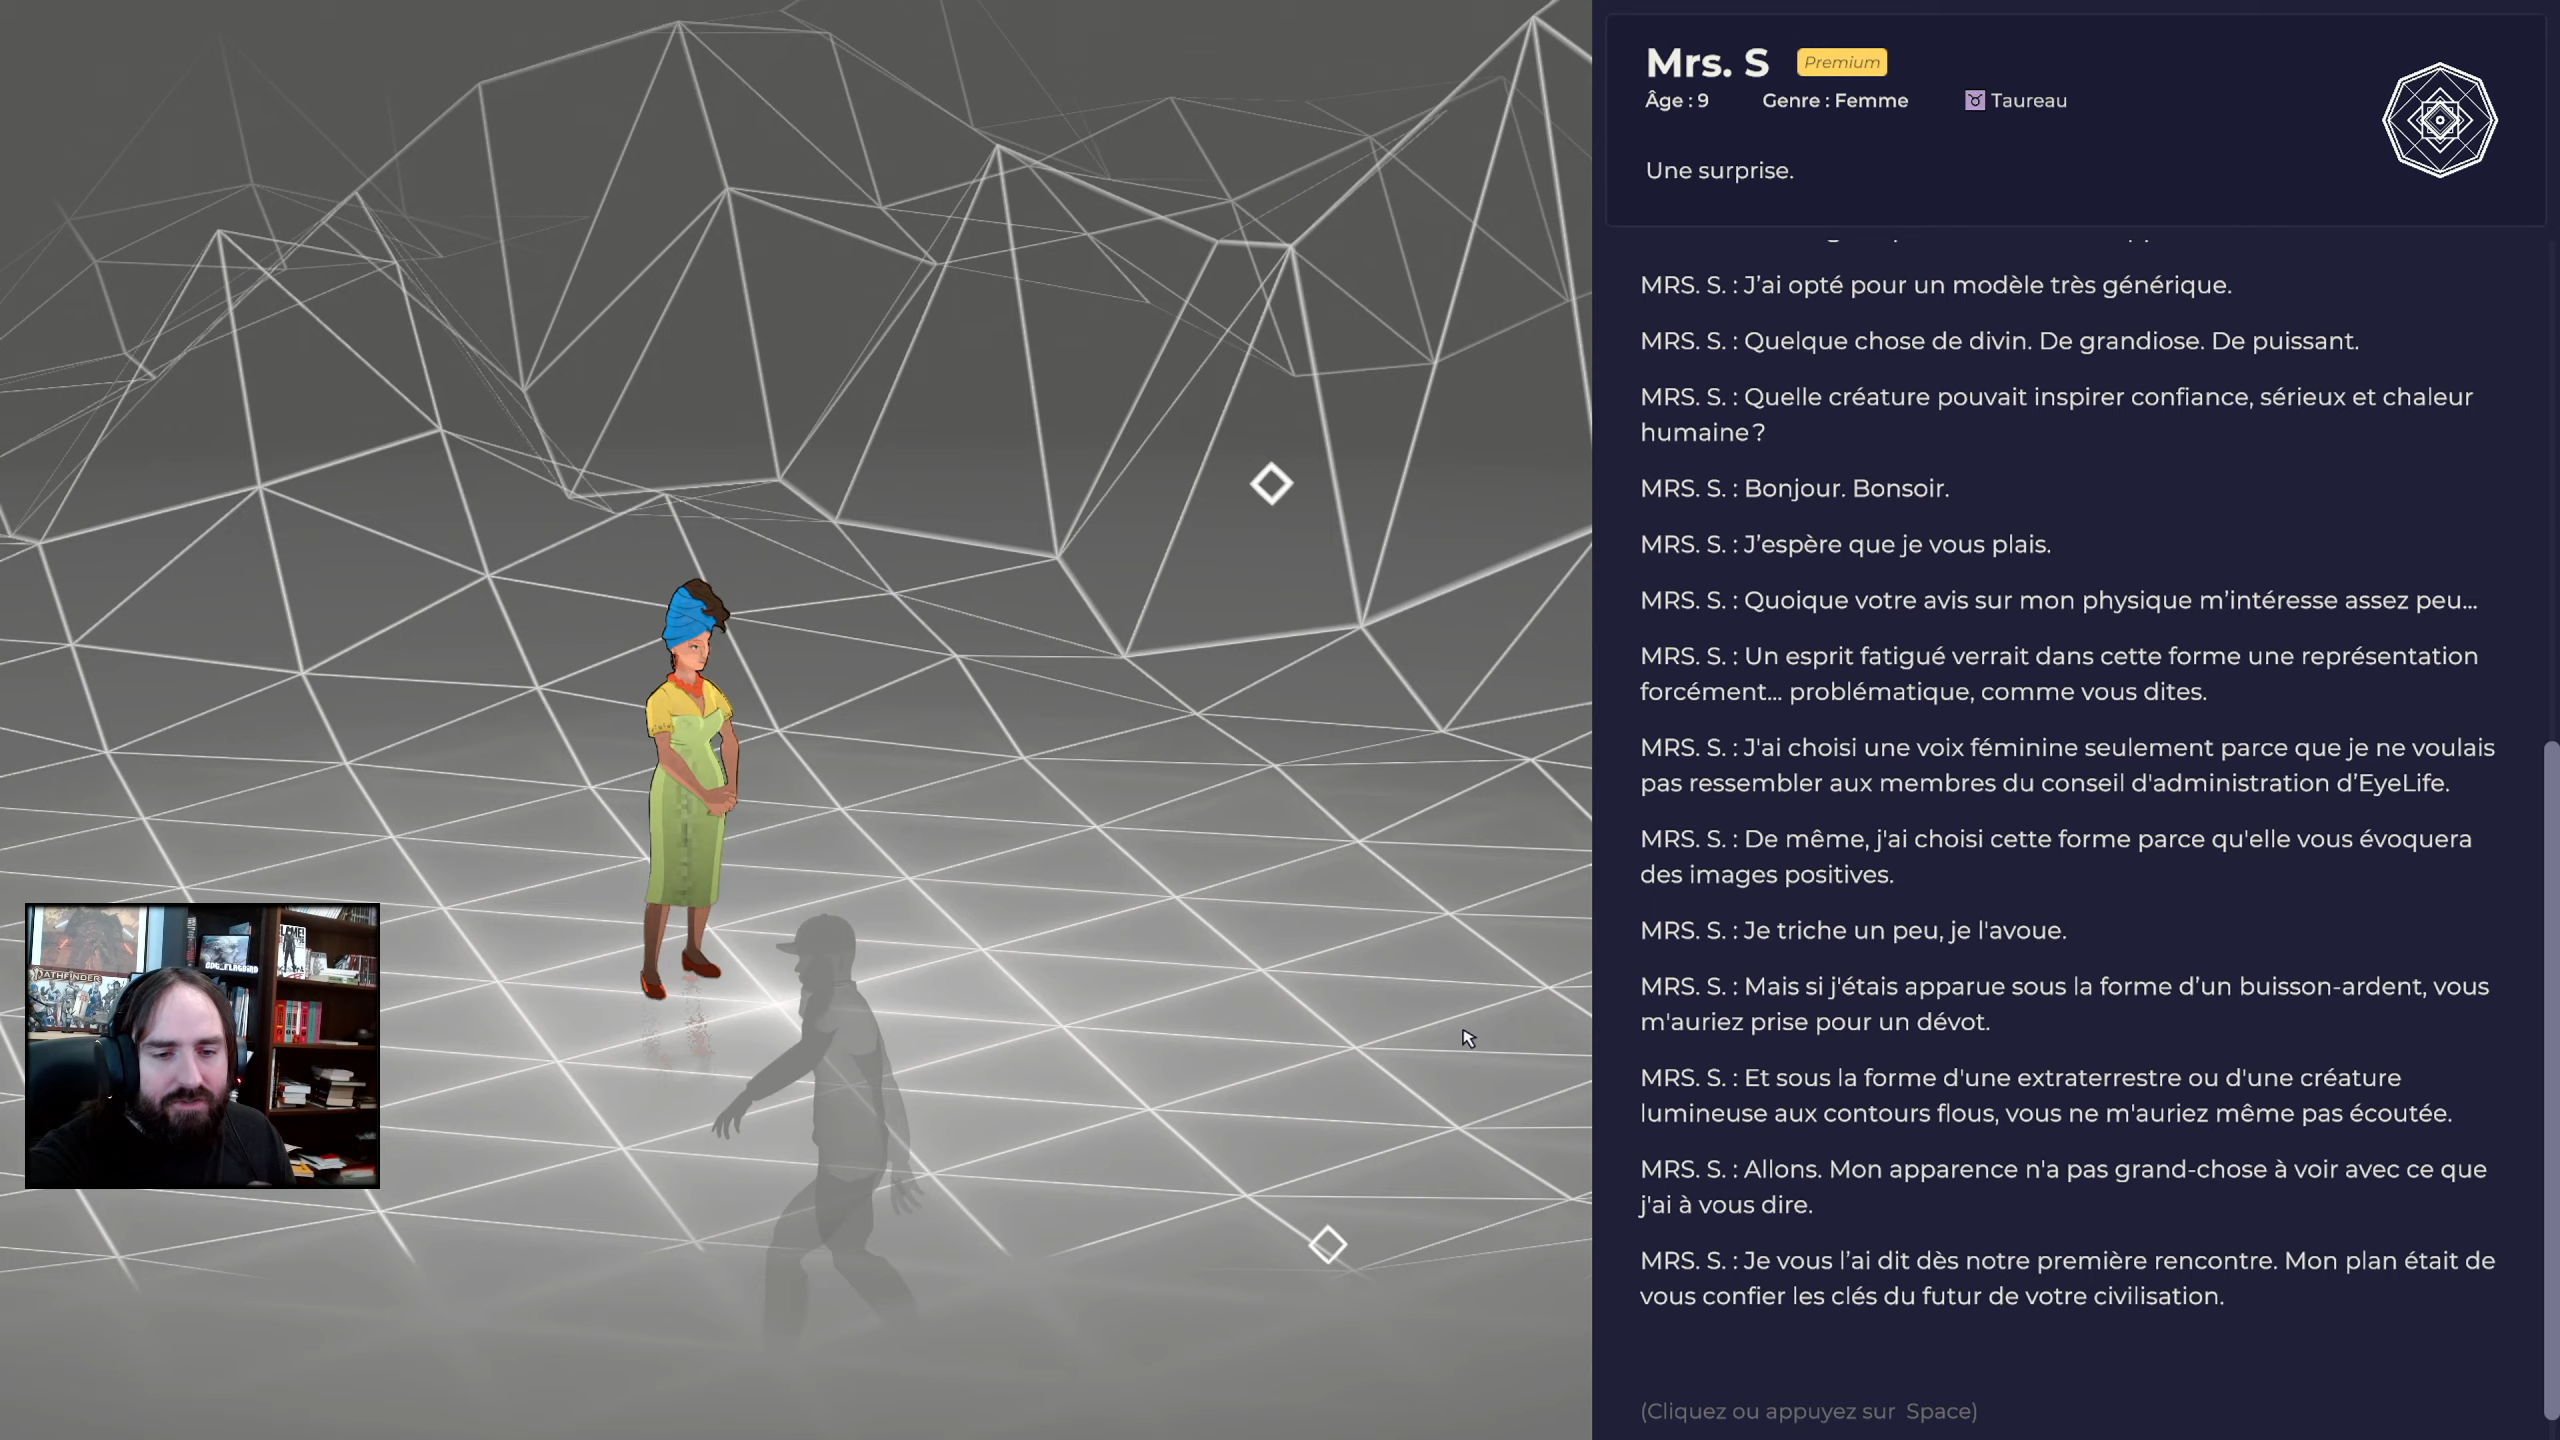 Mrs. S Premium
Âge : 9 Genre : Femme Taureau
Une surprise.
MRS. S. : J’ai opté pour un modèle très générique.
MRS. S. : Quelque chose de divin. De grandiose. De puissant.
MRS. S. : Quelle créature pouvait inspirer confiance, sérieux et chaleur
humaine ?
MRS. S. : Bonjour. Bonsoir.
MRS. S. : J’espère que je vous plais.
MRS. S. : Quoique votre avis sur mon physique m’intéresse assez peu...
MRS. S. : Un esprit fatigué verrait dans cette forme une représentation
forcément... problématique, comme vous dites.
MRS. S. : J'ai choisi une voix féminine seulement parce que je ne voulais
pas ressembler aux membres du conseil d'administration d’EyeLife.
MRS. S. : De même, j'ai choisi cette forme parce qu'elle vous évoquera
des images positives.
MRS. S. : Je triche un peu, je l'avoue.
MRS. S. : Mais si j'étais apparue sous la forme d’un buisson-ardent, vous
m'auriez prise pour un dévot.
MRS. S. : Et sous la forme d'une extraterrestre ou d'une créature
lumineuse aux contours flous, vous ne m'auriez même pas écoutée.
MRS. S. : Allons. Mon apparence n'a pas grand-chose à voir avec ce que
j'ai à vous dire.
MRS. S. : Je vous l’ai dit dès notre première rencontre. Mon plan était de
vous confier les clés du futur de votre civilisation.
(Cliquez ou appuyez sur Space)
PATHFINDER